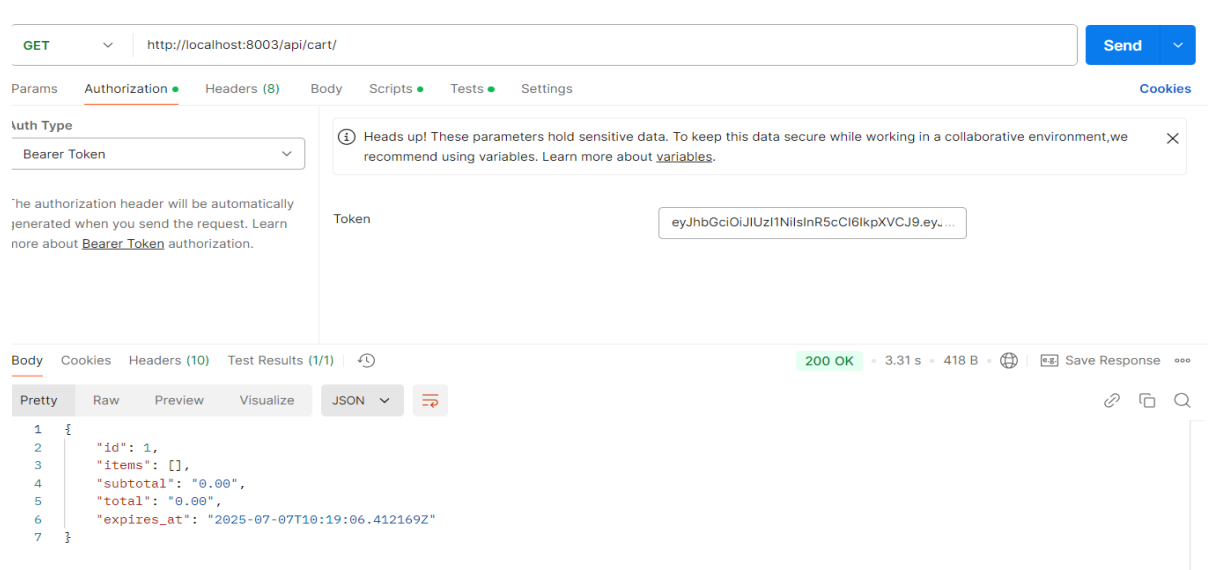 GET http://localhost:8003/api/cart/ Send
Params Authorization Headers (8) Body Scripts Tests Settings Cookies
Auth Type
Bearer Token
The authorization header will be automatically
generated when you send the request. Learn
more about Bearer Token authorization.
Heads up! These parameters hold sensitive data. To keep this data secure while working in a collaborative environment,we
recommend using variables. Learn more about variables.
Token eyJhbGciOiJIUzI1NiIsInR5cCI6IkpXVCJ9.eyJ...
Body Cookies Headers (10) Test Results (1/1) 200 OK 3.31 s 418 B e.g. Save Response
Pretty Raw Preview Visualize JSON
1 {
2 "id": 1,
3 "items": [],
4 "subtotal": "0.00",
5 "total": "0.00",
6 "expires_at": "2025-07-07T10:19:06.412169Z"
7 }